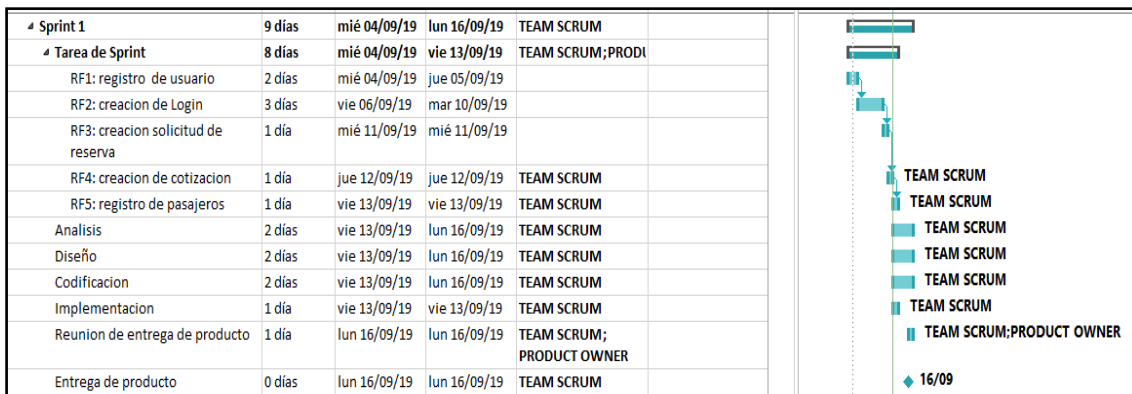 Sprint 1 9 días mié 04/09/19 lun 16/09/19 TEAM SCRUM
Tarea de Sprint 8 días mié 04/09/19 vie 13/09/19 TEAM SCRUM;PRODU
RF1: registro de usuario 2 días mié 04/09/19 jue 05/09/19
RF2: creacion de Login 3 días vie 06/09/19 mar 10/09/19
RF3: creacion solicitud de 1 día mié 11/09/19 mié 11/09/19
reserva
RF4: creacion de cotizacion 1 día jue 12/09/19 jue 12/09/19 TEAM SCRUM TEAM SCRUM
RF5: registro de pasajeros 1 día vie 13/09/19 vie 13/09/19 TEAM SCRUM TEAM SCRUM
Analisis 2 días vie 13/09/19 lun 16/09/19 TEAM SCRUM TEAM SCRUM
Diseño 2 días vie 13/09/19 lun 16/09/19 TEAM SCRUM TEAM SCRUM
Codificacion 2 días vie 13/09/19 lun 16/09/19 TEAM SCRUM TEAM SCRUM
Implementacion 1 día vie 13/09/19 vie 13/09/19 TEAM SCRUM TEAM SCRUM
Reunion de entrega de producto 1 día lun 16/09/19 lun 16/09/19 TEAM SCRUM; TEAM SCRUM;PRODUCT OWNER
PRODUCT OWNER
Entrega de producto 0 días lun 16/09/19 lun 16/09/19 TEAM SCRUM 16/09